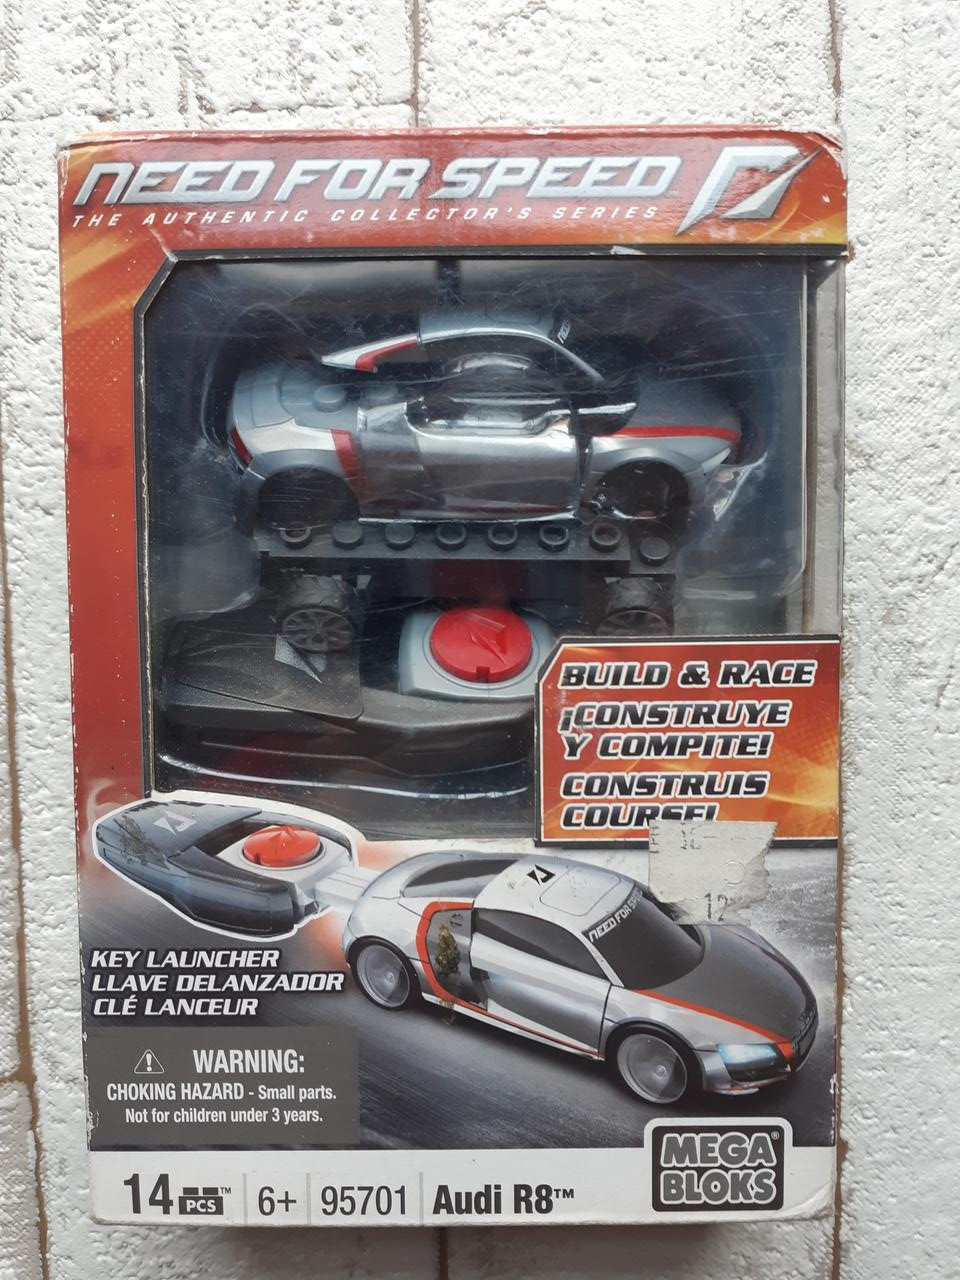 NEED FOR SPEED
THE AUTHENTIC COLLECTOR'S SERIES
BUILD & RACE
¡CONSTRUYE
Y COMPITE!
CONSTRUIS
COURSE!
NEED FOR SPEED
KEY LAUNCHER
LLAVE DELANZADOR
CLÉ LANCEUR
WARNING:
CHOKING HAZARD - Small parts.
Not for children under 3 years.
MEGA
BLOKS®
14 PCS™ 6+ 95701 Audi R8™